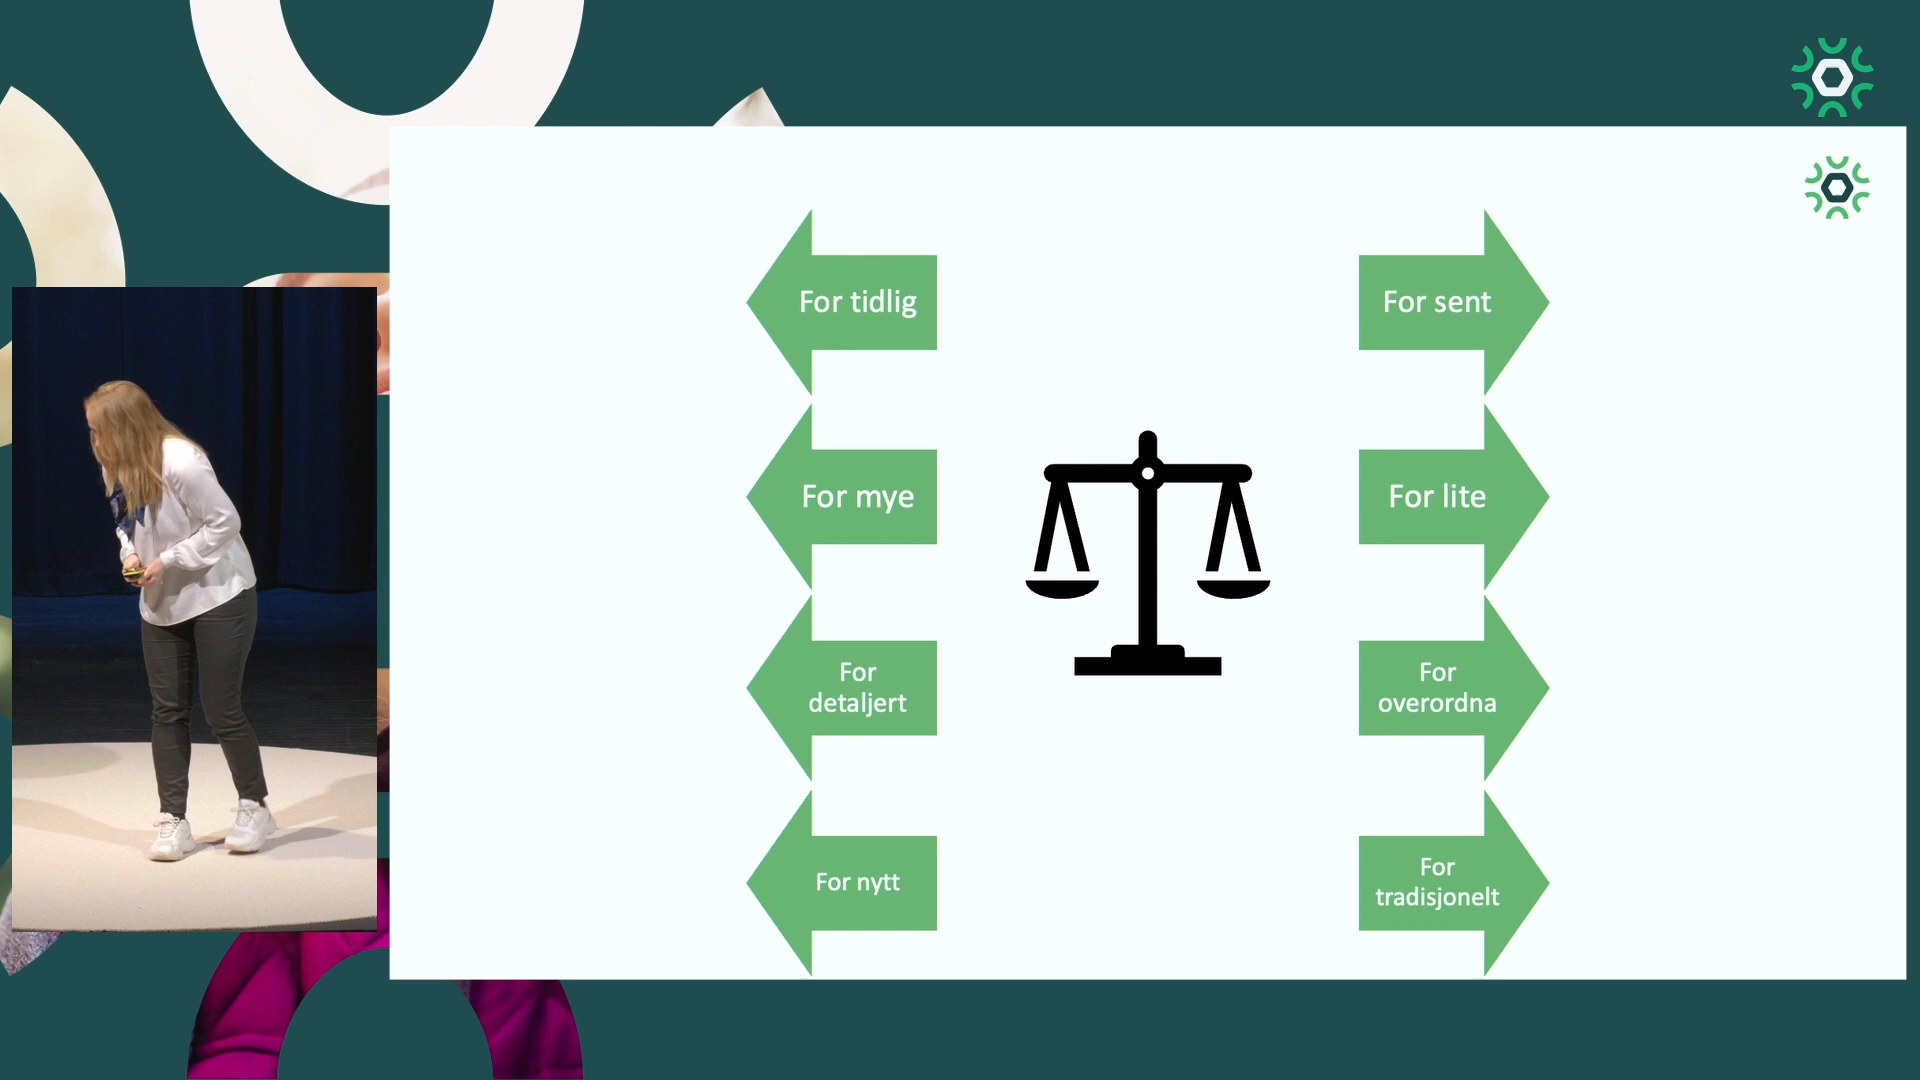 For tidlig
For sent
For mye
For lite
For
detaljert
For
overordna
For nytt
For
tradisjonelt